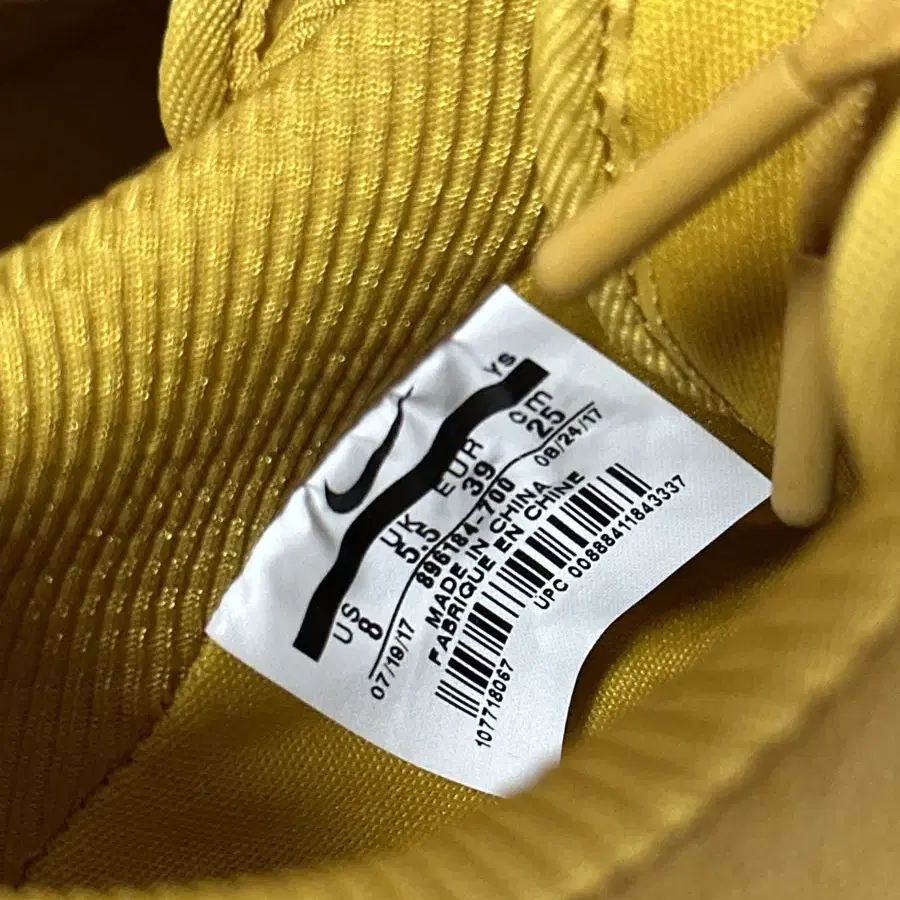 YS
US UK EUR cm
8 5.5 39 25
07/19/17 896184-700 08/24/17
MADE IN CHINA
FABRIQUE EN CHINE
107718067 UPC 00888411843337